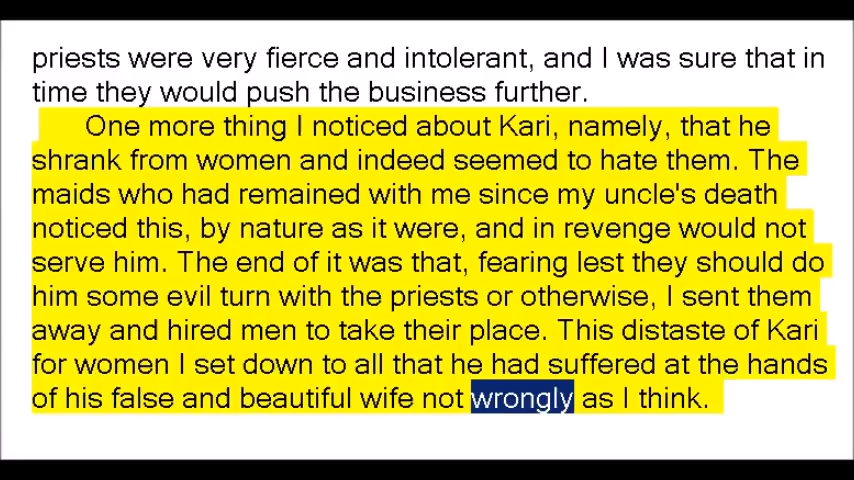 priests were very fierce and intolerant, and I was sure that in
time they would push the business further.
One more thing I noticed about Kari, namely, that he
shrank from women and indeed seemed to hate them. The
maids who had remained with me since my uncle's death
noticed this, by nature as it were, and in revenge would not
serve him. The end of it was that, fearing lest they should do
him some evil turn with the priests or otherwise, I sent them
away and hired men to take their place. This distaste of Kari
for women I set down to all that he had suffered at the hands
of his false and beautiful wife not wrongly as I think.